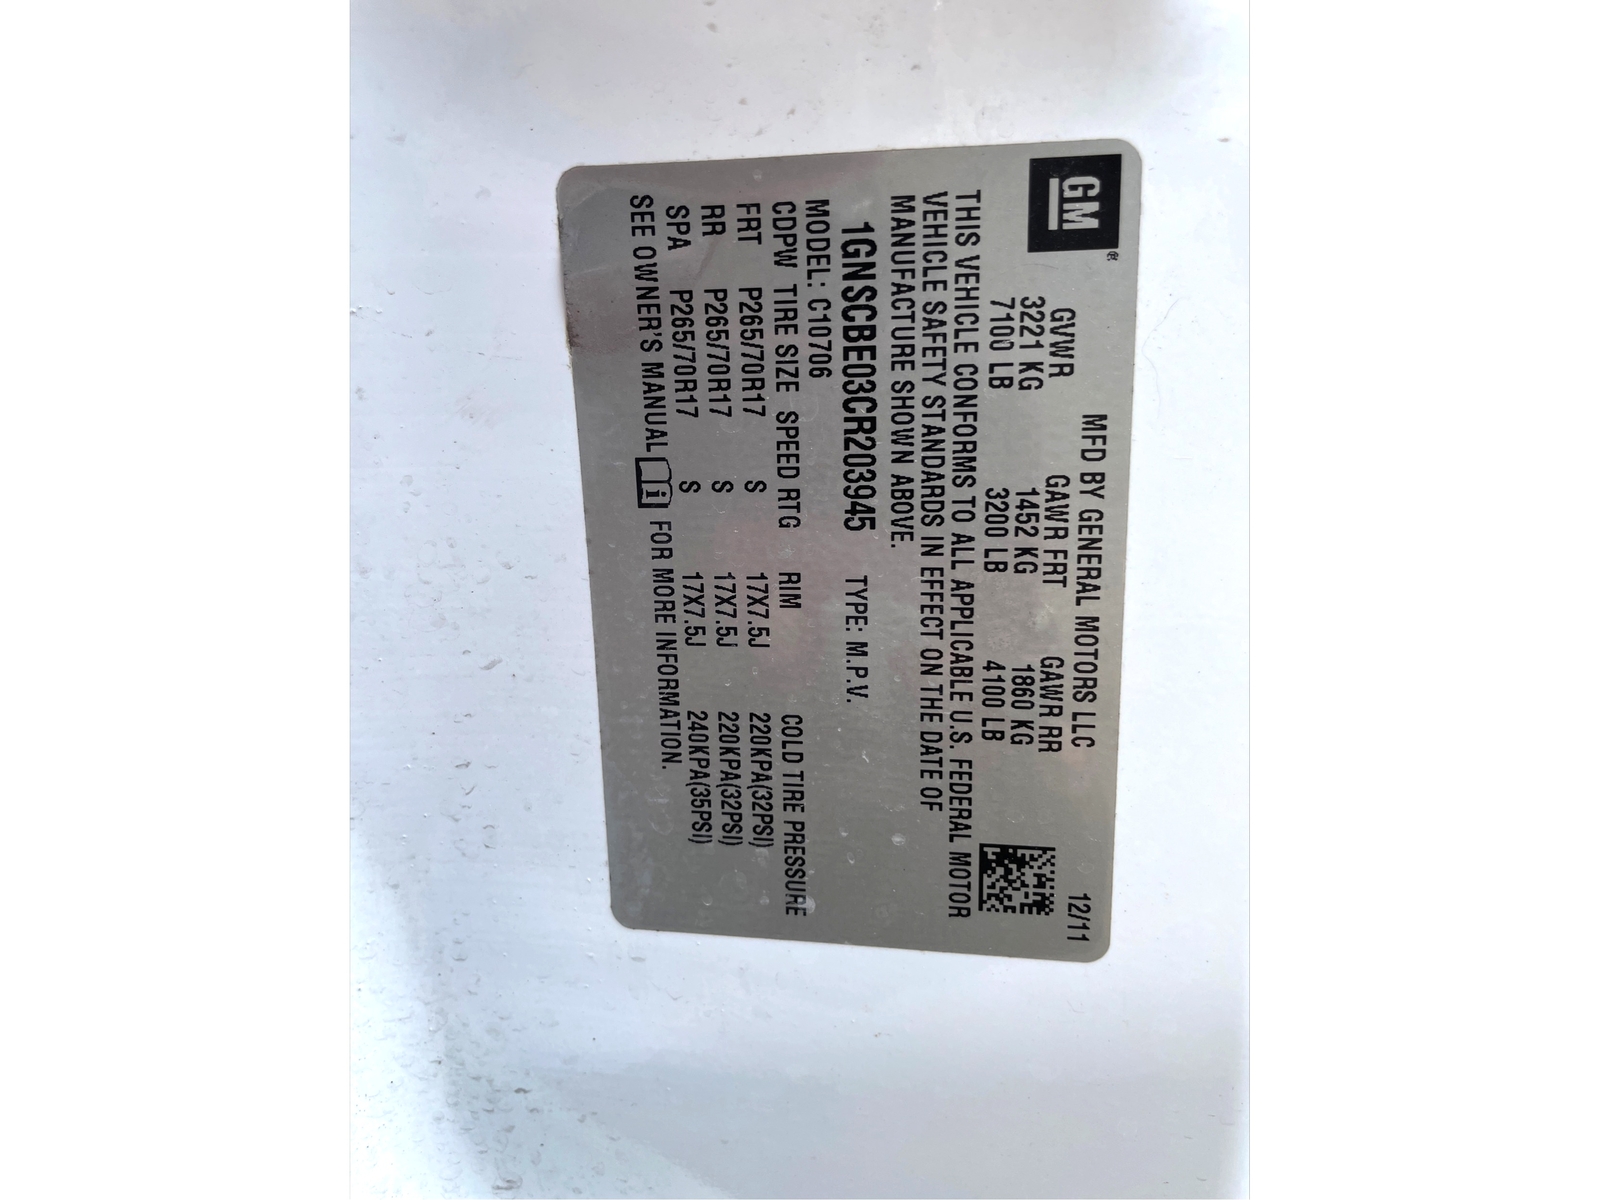 GM®
MFD BY GENERAL MOTORS LLC 12/11
GVWR GAWR FRT GAWR RR
3221 KG 1452 KG 1860 KG
7100 LB 3200 LB 4100 LB
THIS VEHICLE CONFORMS TO ALL APPLICABLE U.S. FEDERAL MOTOR
VEHICLE SAFETY STANDARDS IN EFFECT ON THE DATE OF
MANUFACTURE SHOWN ABOVE.
1GNSCBE03CR203945 TYPE: M.P.V.
MODEL: C10706
CDPW TIRE SIZE SPEED RTG RIM COLD TIRE PRESSURE
FRT P265/70R17 S 17X7.5J 220KPA(32PSI)
RR P265/70R17 S 17X7.5J 220KPA(32PSI)
SPA P265/70R17 S 17X7.5J 240KPA(35PSI)
SEE OWNER'S MANUAL i FOR MORE INFORMATION.